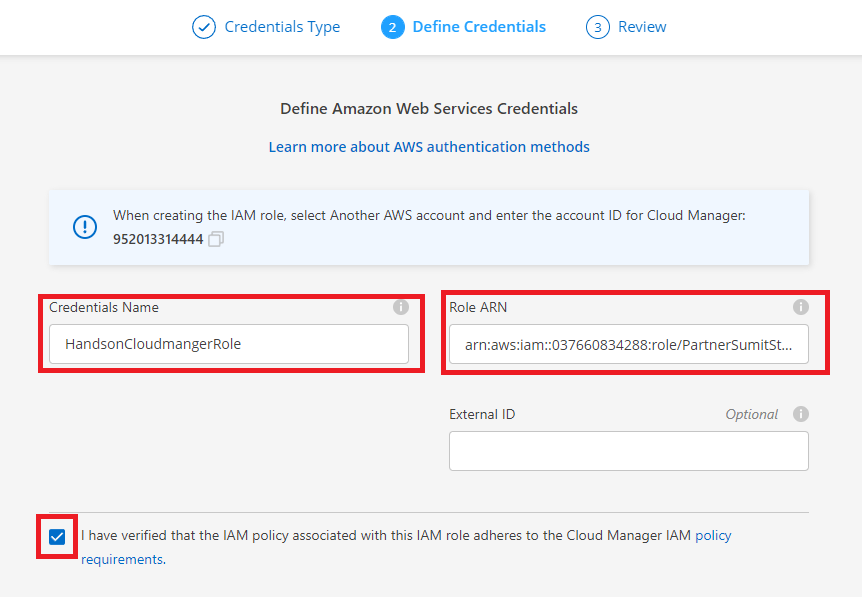 Credentials Type
2 Define Credentials
3 Review
Define Amazon Web Services Credentials
Learn more about AWS authentication methods
When creating the IAM role, select Another AWS account and enter the account ID for Cloud Manager:
952013314444
Credentials Name
Role ARN
HandsonCloudmangerRole
arn:aws:iam::037660834288:role/PartnerSumitSt...
External ID
Optional
I have verified that the IAM policy associated with this IAM role adheres to the Cloud Manager IAM policy
requirements.